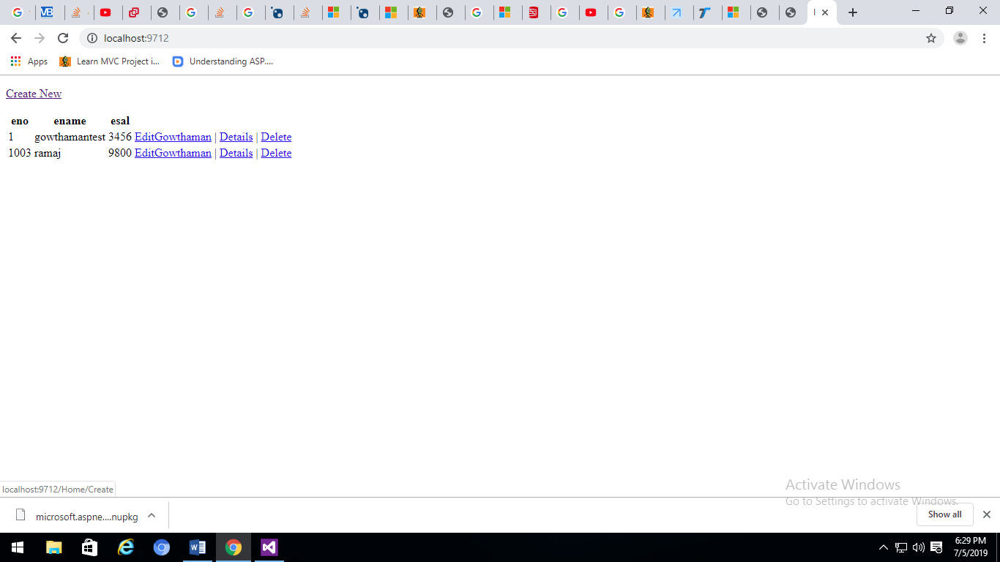 localhost:9712
Apps Learn MVC Project i... Understanding ASP....
Create New
eno ename esal
1 gowthamantest 3456 EditGowthaman | Details | Delete
1003 ramaj 9800 EditGowthaman | Details | Delete
localhost:9712/Home/Create
Activate Windows
Go to Settings to activate Windows.
microsoft.aspne....nupkg
Show all
6:29 PM
7/5/2019